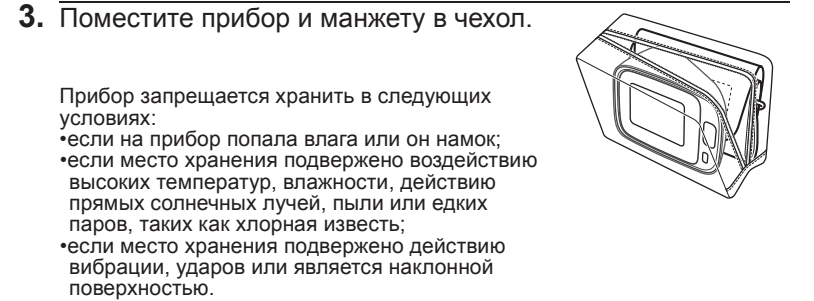 3. Поместите прибор и манжету в чехол.
Прибор запрещается хранить в следующих
условиях:
•если на прибор попала влага или он намок;
•если место хранения подвержено воздействию
высоких температур, влажности, действию
прямых солнечных лучей, пыли или едких
паров, таких как хлорная известь;
•если место хранения подвержено действию
вибрации, ударов или является наклонной
поверхностью.